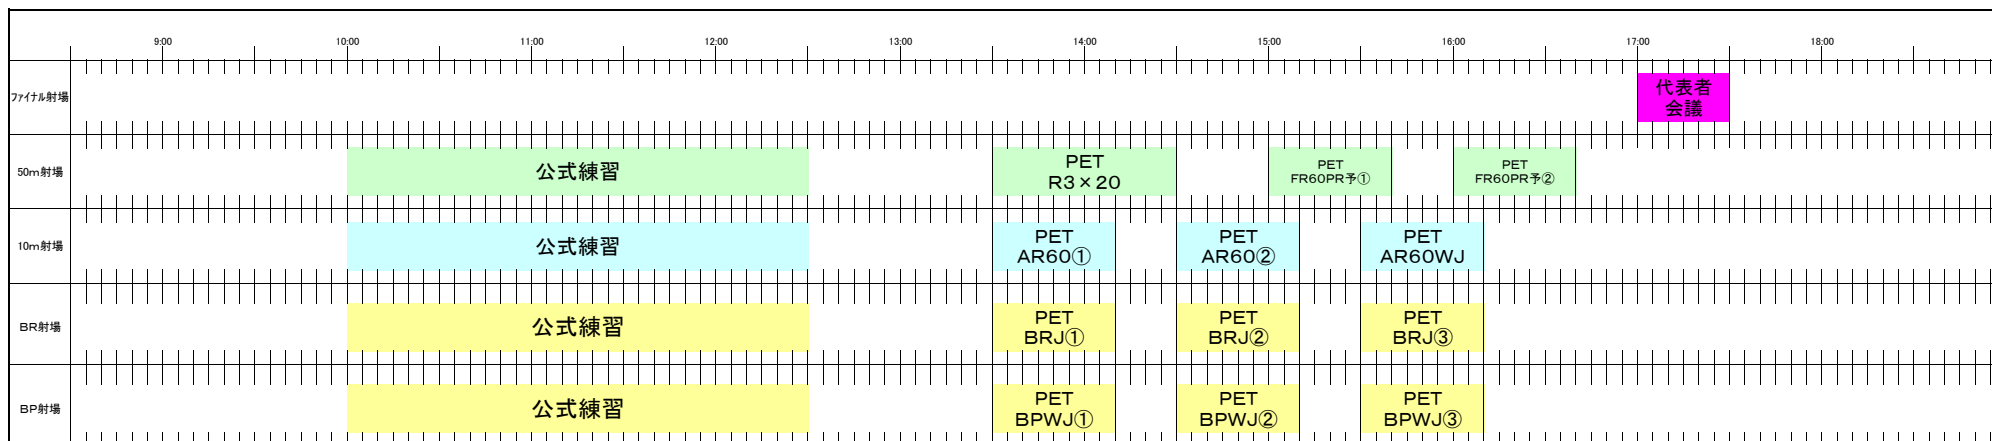 9:00 10:00 11:00 12:00 13:00 14:00 15:00 16:00 17:00 18:00
ファイナル射場
代表者
会議
50m射場
公式練習
PET
R3×20
PET
FR60PR予①
PET
FR60PR予②
10m射場
公式練習
PET
AR60①
PET
AR60②
PET
AR60WJ
BR射場
公式練習
PET
BRJ①
PET
BRJ②
PET
BRJ③
BP射場
公式練習
PET
BPWJ①
PET
BPWJ②
PET
BPWJ③